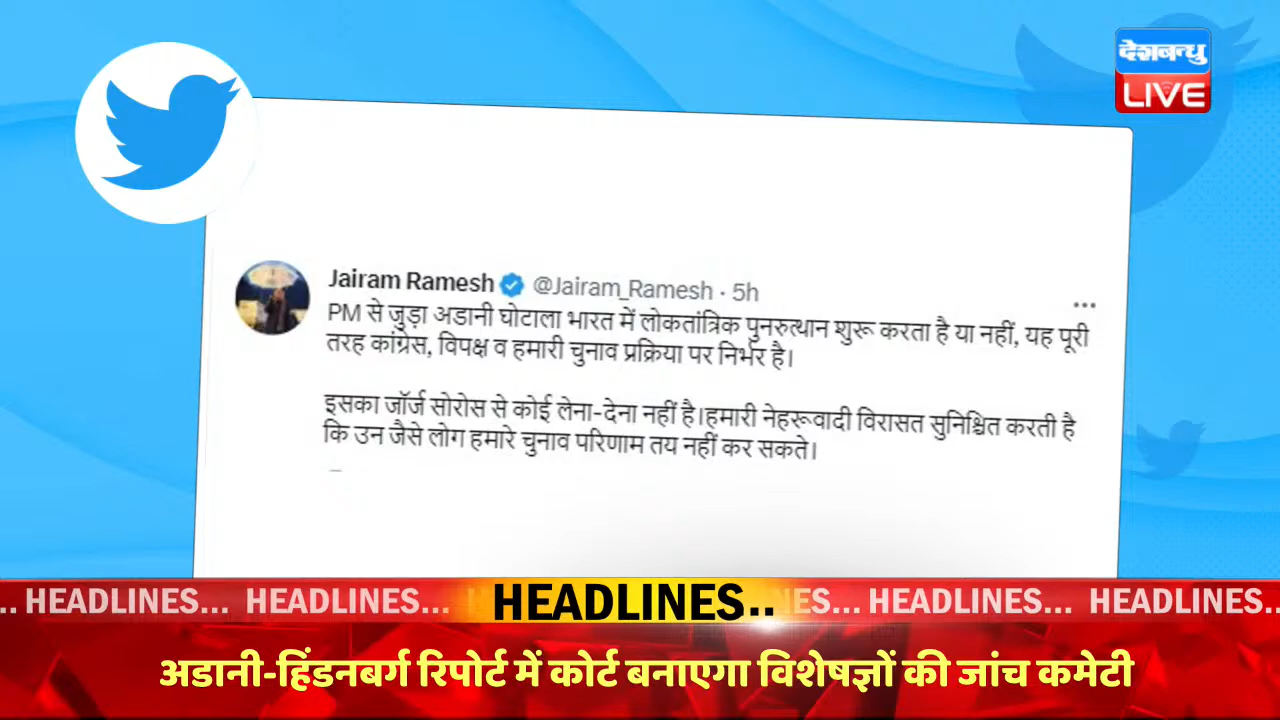 देशबन्धु
LIVE
Jairam Ramesh @Jairam_Ramesh · 5h
PM से जुड़ा अडानी घोटाला भारत में लोकतांत्रिक पुनरुत्थान शुरू करता है या नहीं, यह पूरी
तरह कांग्रेस, विपक्ष व हमारी चुनाव प्रक्रिया पर निर्भर है।
इसका जॉर्ज सोरोस से कोई लेना-देना नहीं है।हमारी नेहरूवादी विरासत सुनिश्चित करती है
कि उन जैसे लोग हमारे चुनाव परिणाम तय नहीं कर सकते।
.. HEADLINES... HEADLINES... HEADLINES.. ES... HEADLINES... HEADLINES..
अडानी-हिंडनबर्ग रिपोर्ट में कोर्ट बनाएगा विशेषज्ञों की जांच कमेटी